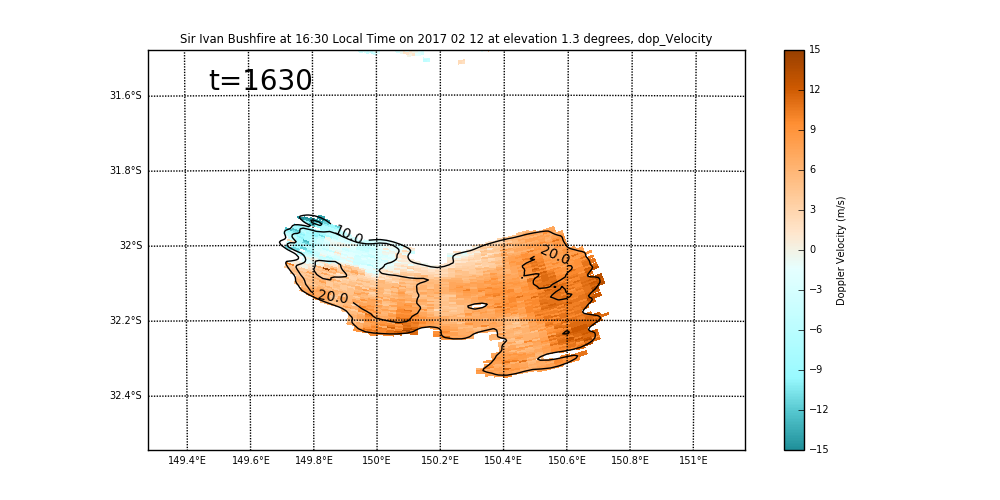 Sir Ivan Bushfire at 16:30 Local Time on 2017 02 12 at elevation 1.3 degrees, dop_Velocity
t=1630
31.6°S
31.8°S
32°S
32.2°S
32.4°S
10.0
20.0
20.0
149.4°E 149.6°E 149.8°E 150°E 150.2°E 150.4°E 150.6°E 150.8°E 151°E
15
12
9
6
3
0
−3
−6
−9
−12
−15
Doppler Velocity (m/s)